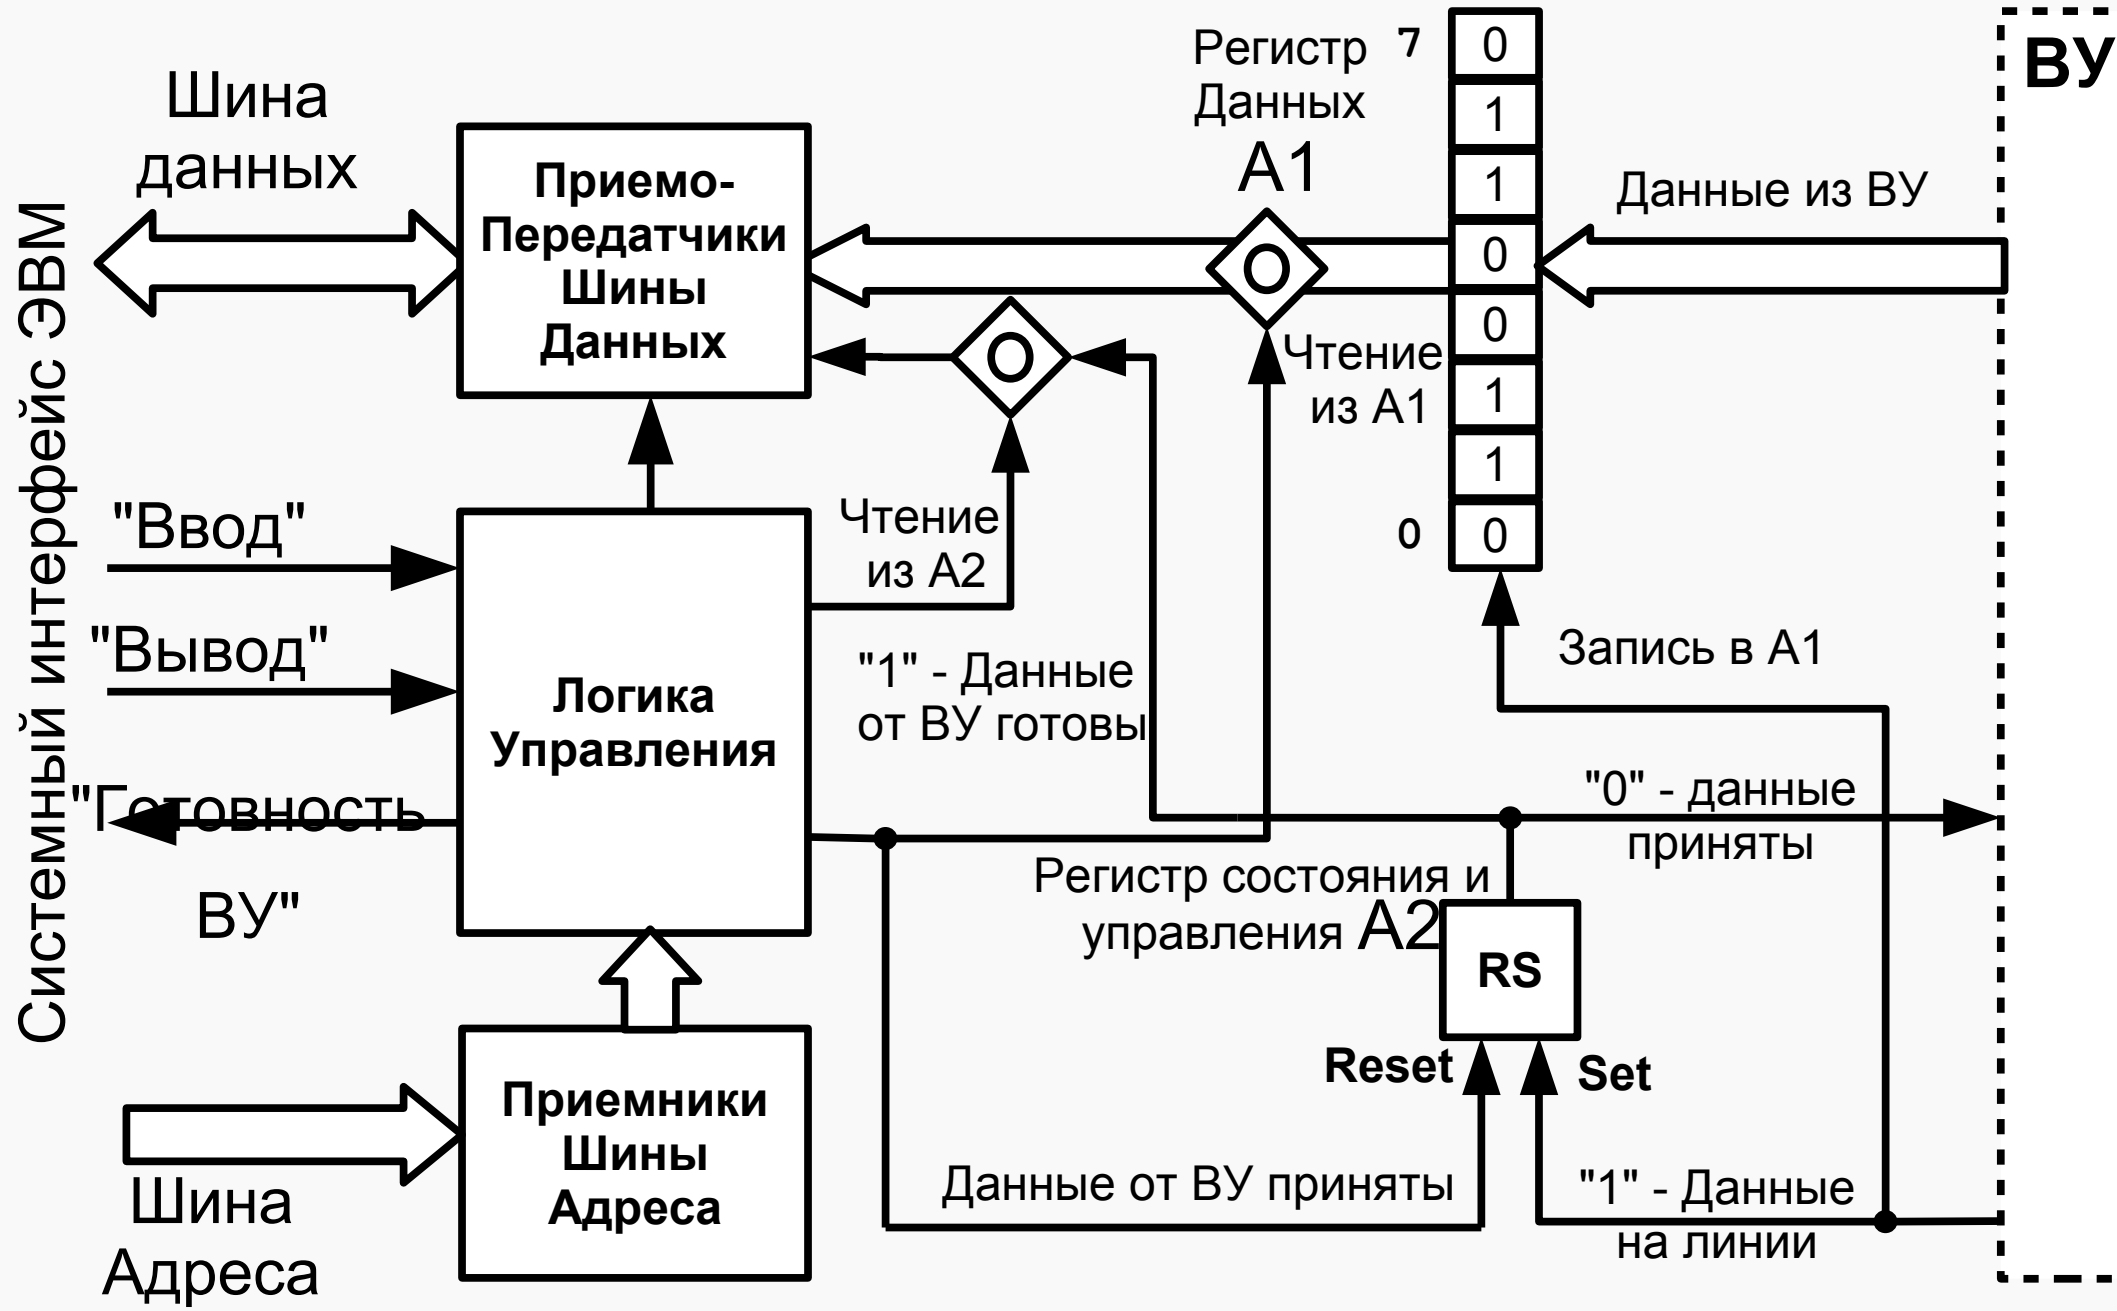 Системный интерфейс ЭВМ
Шина
данных
Приемо-
Передатчики
Шины
Данных
Регистр
Данных
А1
7
0
1
1
0
0
1
1
0
0
ВУ
Данные из ВУ
Чтение
из А1
"Ввод"
"Вывод"
"Готовность
ВУ"
Логика
Управления
Чтение
из А2
"1" - Данные
от ВУ готовы
Запись в А1
"0" - данные
приняты
Регистр состояния и
управления А2
RS
Reset
Set
Приемники
Шины
Адреса
Шина
Адреса
Данные от ВУ приняты
"1" - Данные
на линии